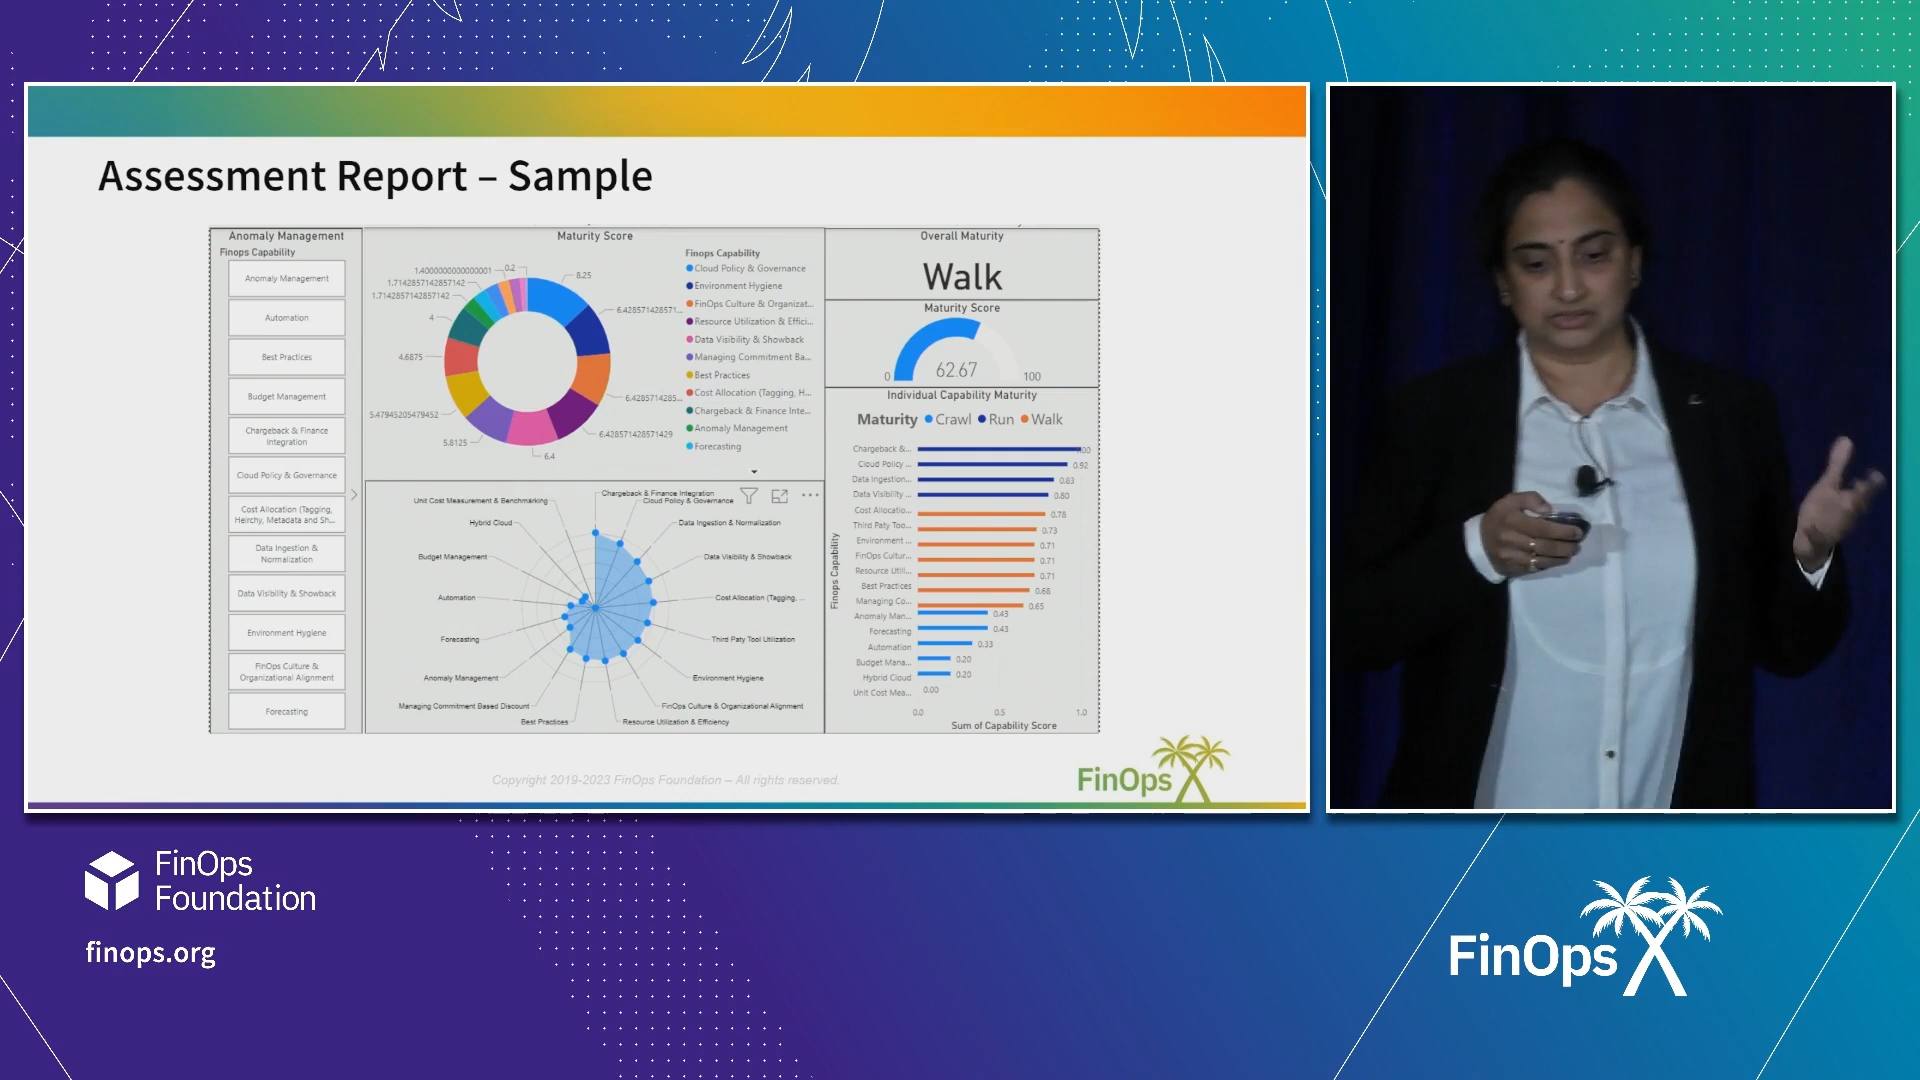 Assessment Report – Sample
Anomaly Management
Finops Capability
Anomaly Management
Automation
Best Practices
Budget Management
Chargeback & Finance
Integration
Cloud Policy & Governance
Cost Allocation (Tagging,
Heirchy, Metadata and Sh...
Data Ingestion &
Normalization
Data Visibility & Showback
Environment Hygiene
FinOps Culture &
Organizational Alignment
Forecasting
Maturity Score
1.4000000000000001
0.2
8.25
1.7142857142857142
1.7142857142857142
6.428571428571...
4
4.6875
6.4285714285...
5.47945205479452
6.428571428571429
5.8125
6.4
Finops Capability
Cloud Policy & Governance
Environment Hygiene
FinOps Culture & Organizat...
Resource Utilization & Effici...
Data Visibility & Showback
Managing Commitment Ba...
Best Practices
Cost Allocation (Tagging, H...
Chargeback & Finance Inte...
Anomaly Management
Forecasting
Chargeback & Finance Integration
Unit Cost Measurement & Benchmarking
Cloud Policy & Governance
Hybrid Cloud
Data Ingestion & Normalization
Budget Management
Data Visibility & Showback
Automation
Cost Allocation (Tagging, ...
Forecasting
Third Paty Tool Utilization
Anomaly Management
Environment Hygiene
Managing Commitment Based Discount
FinOps Culture & Organizational Alignment
Best Practices
Resource Utilization & Efficiency
Overall Maturity
Walk
Maturity Score
62.67
0
100
Individual Capability Maturity
Maturity Crawl Run Walk
Finops Capability
Chargeback &...
Cloud Policy ... 0.92
Data Ingestion... 0.83
Data Visibility ... 0.80
Cost Allocatio... 0.78
Third Paty Too... 0.73
Environment ... 0.71
FinOps Cultur... 0.71
Resource Utili... 0.71
Best Practices 0.68
Managing Co... 0.65
Anomaly Man... 0.43
Forecasting 0.43
Automation 0.33
Budget Mana... 0.20
Hybrid Cloud 0.20
Unit Cost Mea... 0.00
0.0 0.5 1.0
Sum of Capability Score
Copyright 2019-2023 FinOps Foundation – All rights reserved.
FinOps X
FinOps
Foundation
finops.org
FinOps X